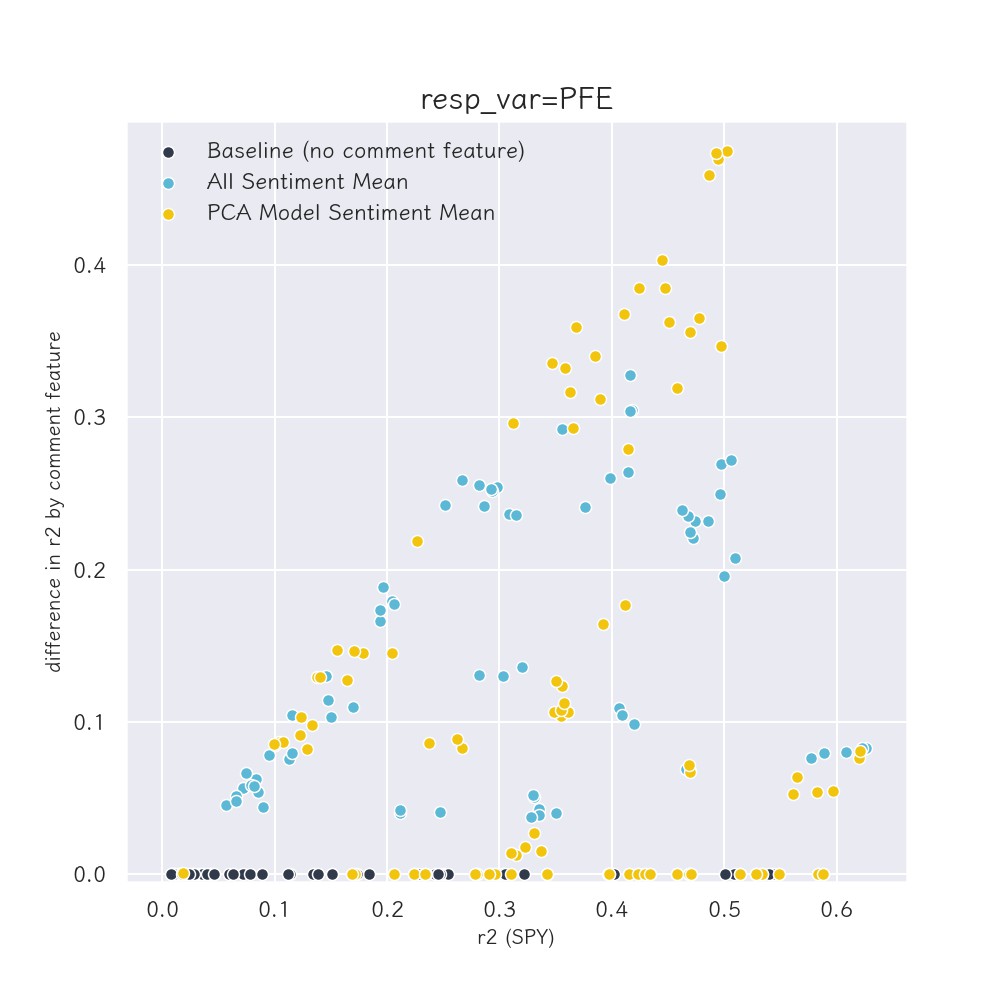 resp_var=PFE
Baseline (no comment feature)
All Sentiment Mean
PCA Model Sentiment Mean
difference in r2 by comment feature
0.4
0.3
0.2
0.1
0.0
0.0 0.1 0.2 0.3 0.4 0.5 0.6
r2 (SPY)